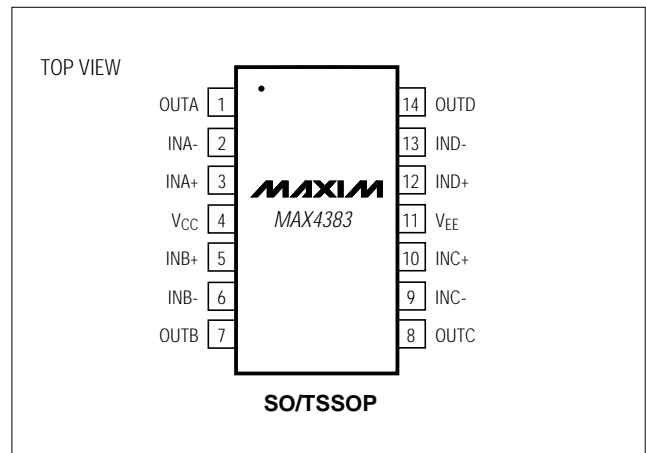 TOP VIEW
OUTA 1 14 OUTD
INA- 2 13 IND-
INA+ 3 12 IND+
MAXIM
VCC 4 MAX4383 11 VEE
INB+ 5 10 INC+
INB- 6 9 INC-
OUTB 7 8 OUTC
SO/TSSOP